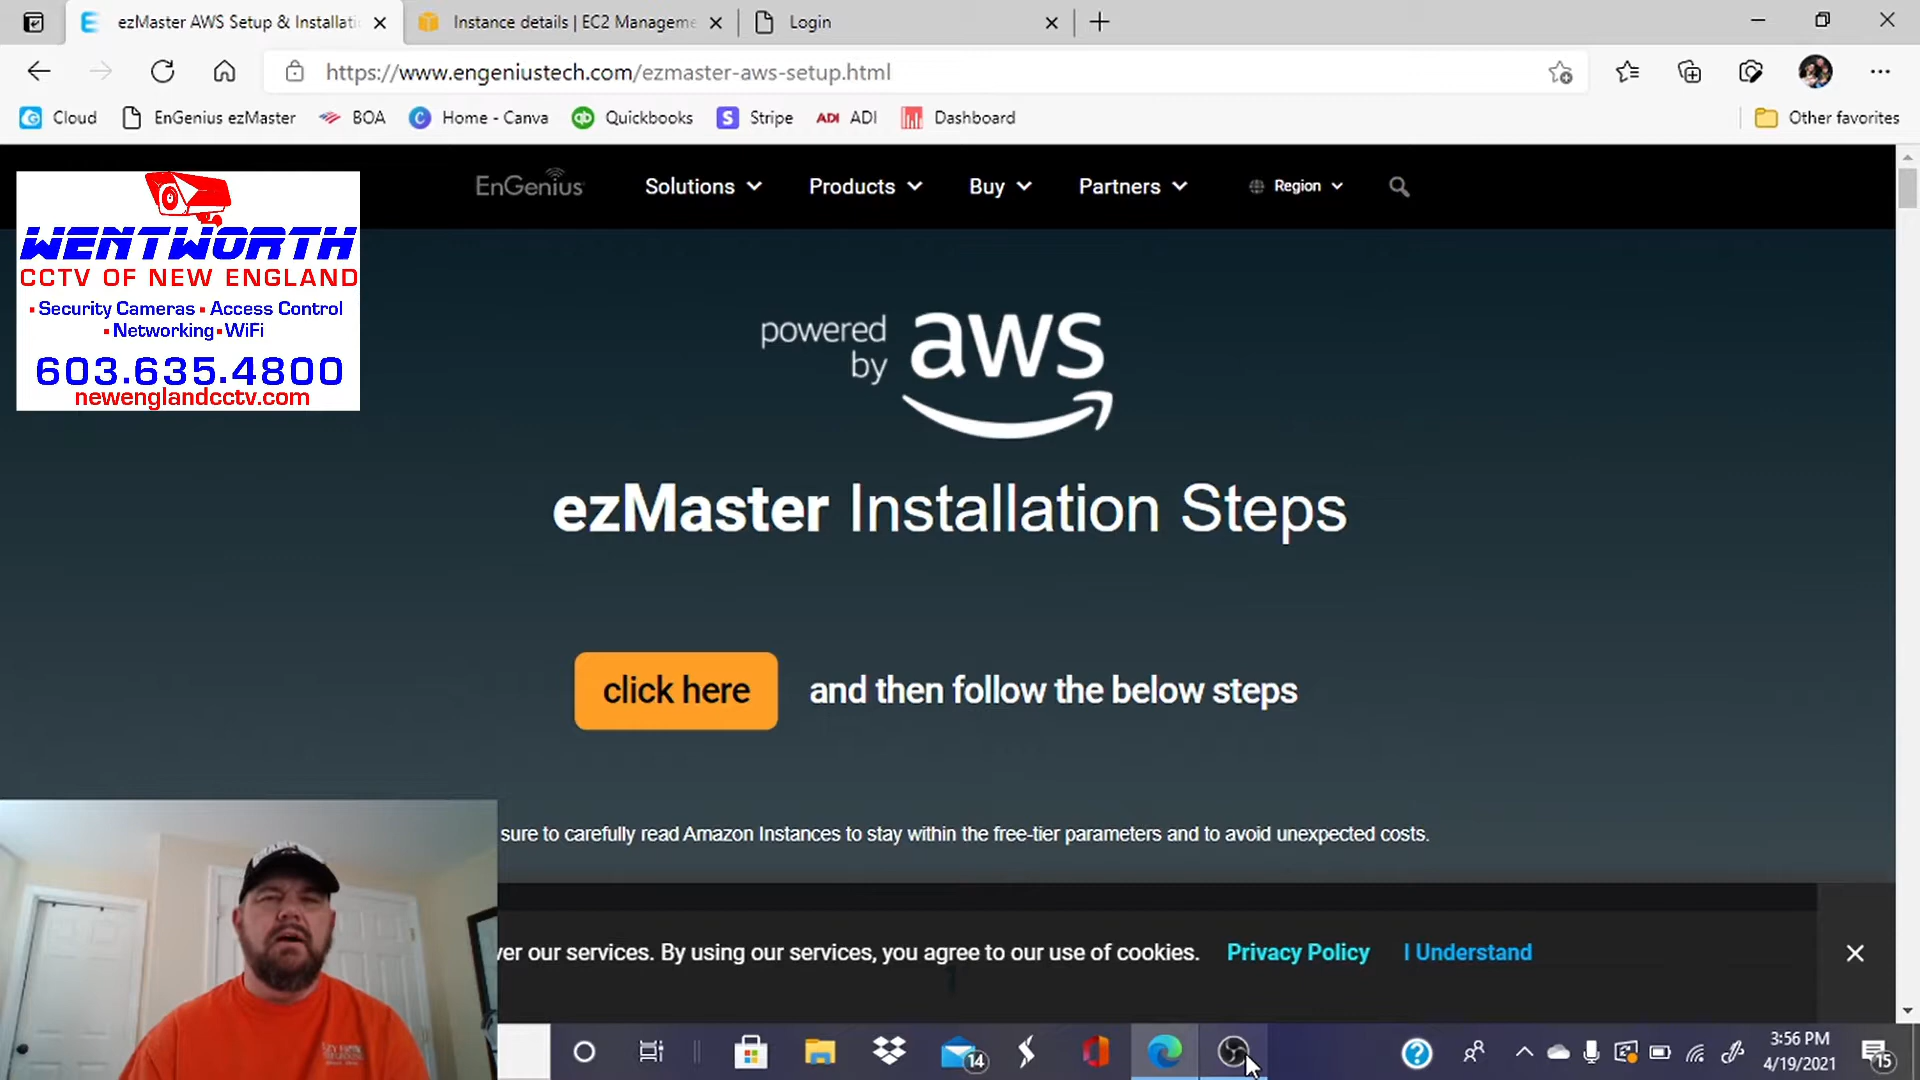 ezMaster AWS Setup & Installati
Instance details | EC2 Manageme
Login
https://www.engeniustech.com/ezmaster-aws-setup.html
Cloud
EnGenius ezMaster
BOA
Home - Canva
Quickbooks
Stripe
ADI ADI
Dashboard
Other favorites
EnGenius
Solutions
Products
Buy
Partners
Region
WENTWORTH
CCTV OF NEW ENGLAND
▪Security Cameras ▪ Access Control
▪Networking ▪ WiFi
603.635.4800
newenglandcctv.com
powered
by
aws
ezMaster Installation Steps
click here
and then follow the below steps
sure to carefully read Amazon Instances to stay within the free-tier parameters and to avoid unexpected costs.
ver our services. By using our services, you agree to our use of cookies.
Privacy Policy
I Understand
14
3:56 PM
4/19/2021
15